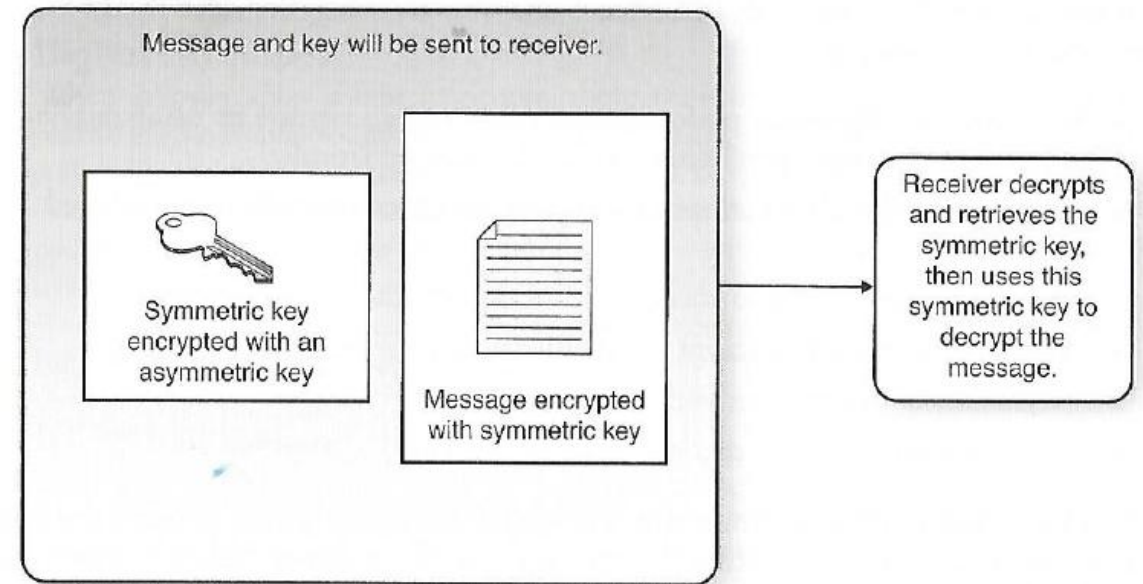 Message and key will be sent to receiver.
Symmetric key
encrypted with an
asymmetric key
Message encrypted
with symmetric key
Receiver decrypts
and retrieves the
symmetric key,
then uses this
symmetric key to
decrypt the
message.